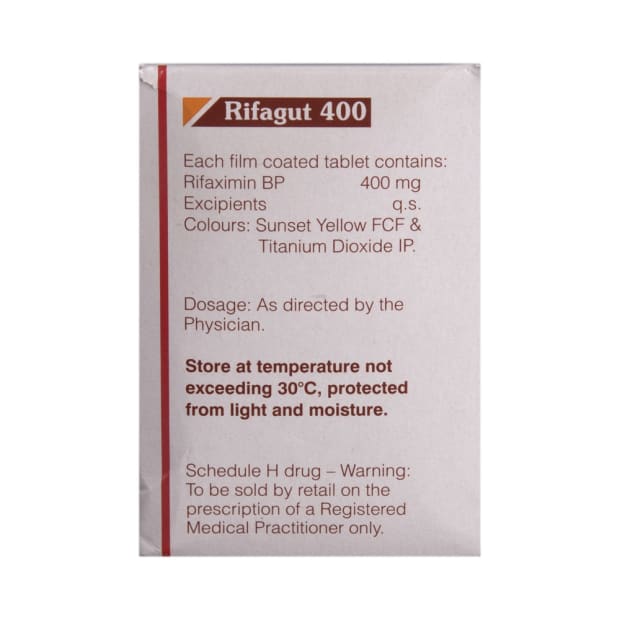 Rifagut 400
Each film coated tablet contains:
Rifaximin BP 400 mg
Excipients q.s.
Colours: Sunset Yellow FCF &
Titanium Dioxide IP.
Dosage: As directed by the
Physician.
Store at temperature not
exceeding 30°C, protected
from light and moisture.
Schedule H drug – Warning:
To be sold by retail on the
prescription of a Registered
Medical Practitioner only.